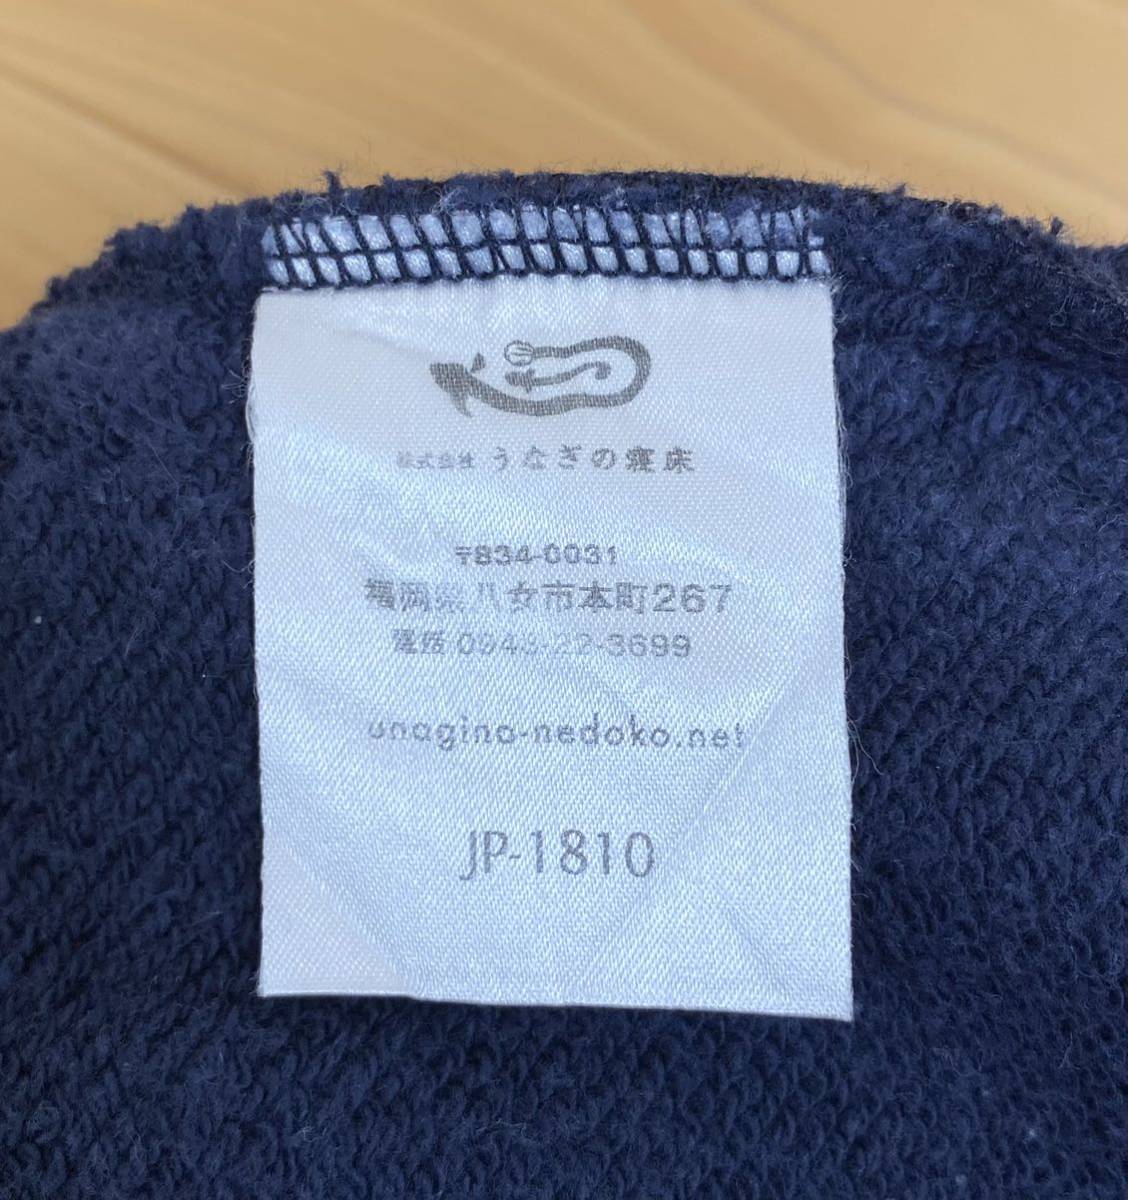 株式会社 うなぎの寝床
〒834-0031
福岡県八女市本町267
電話 0943-22-3699
unagino-nedoko.net
JP-1810